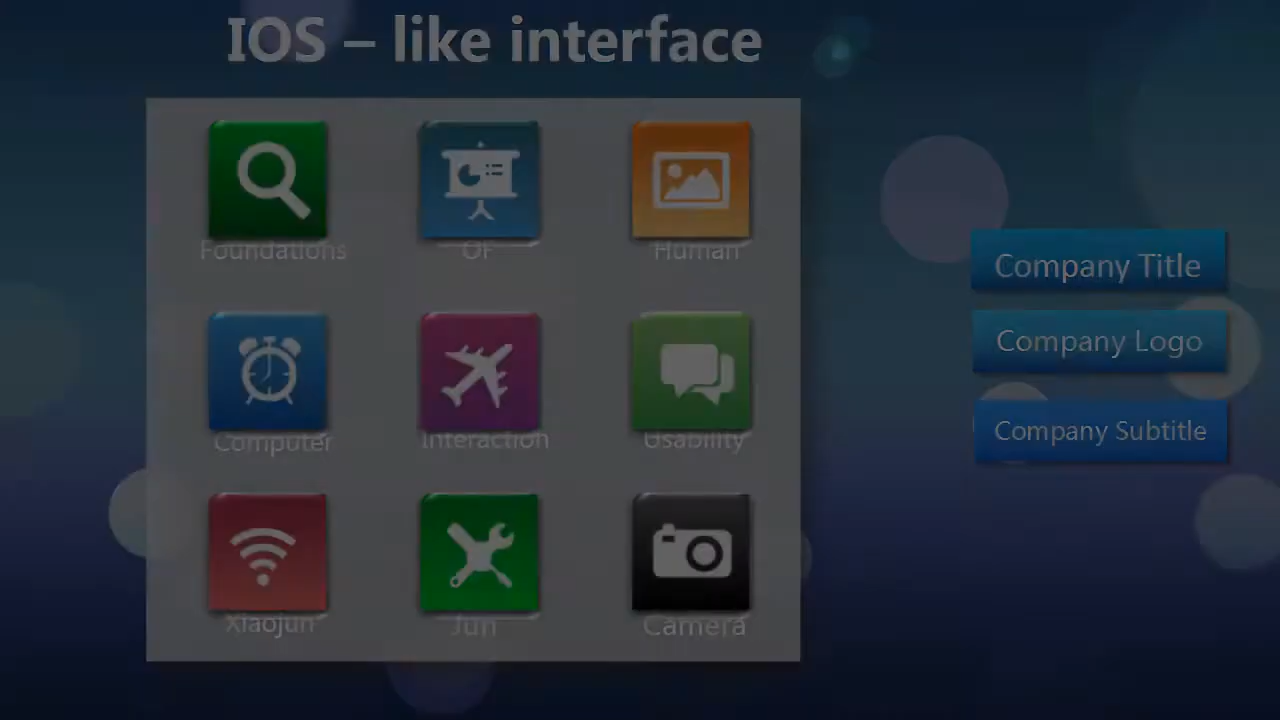 IOS – like interface
Foundations
OF
Human
Computer
Interaction
Usability
Xiaojun
Jun
Camera
Company Title
Company Logo
Company Subtitle